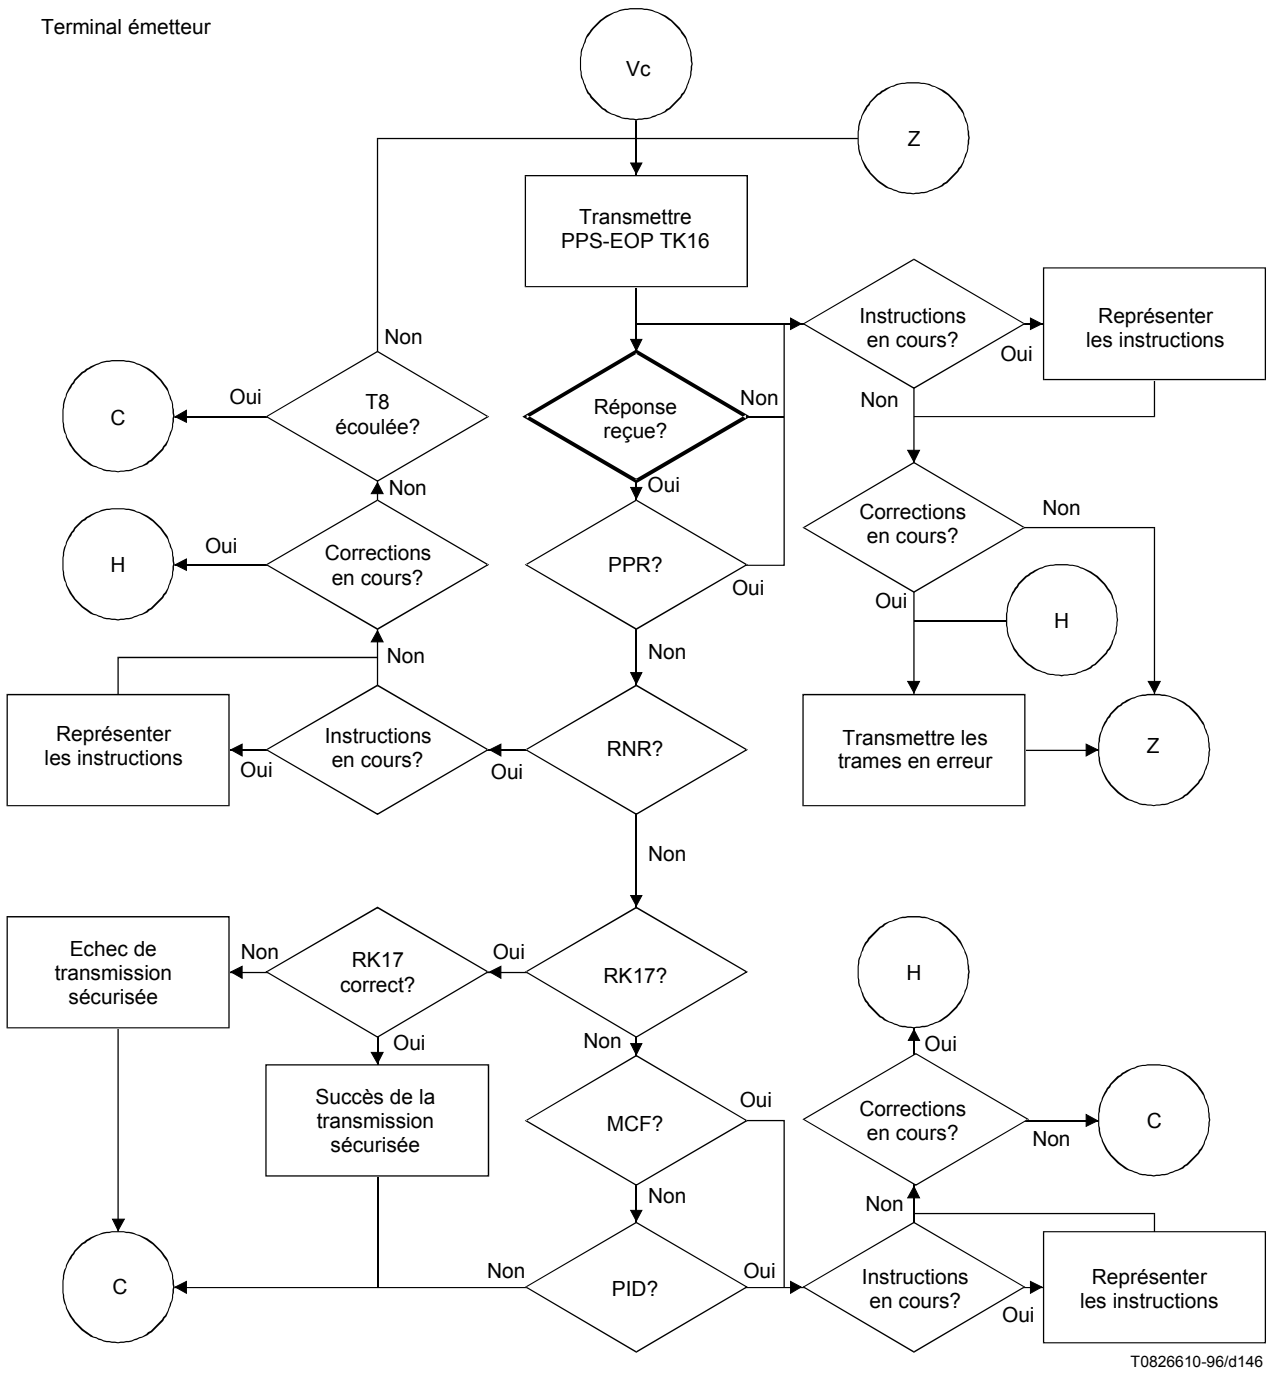 Terminal émetteur
Vc
Z
Transmettre
PPS-EOP TK16
Instructions
en cours?
Oui
Représenter
les instructions
Non
Non
Oui
C
T8
écoulée?
Réponse
reçue?
Non
Non
Oui
Corrections
en cours?
Non
Oui
H
Oui
Corrections
en cours?
PPR?
Oui
H
Non
Non
Représenter
les instructions
Oui
Instructions
en cours?
Oui
RNR?
Transmettre les
trames en erreur
Z
Non
Echec de
transmission
sécurisée
Non
RK17
correct?
Oui
RK17?
H
Oui
Non
Oui
Succès de la
transmission
sécurisée
MCF?
Oui
Corrections
en cours?
Non
C
Non
Non
C
Non
PID?
Oui
Instructions
en cours?
Oui
Représenter
les instructions
T0826610-96/d146